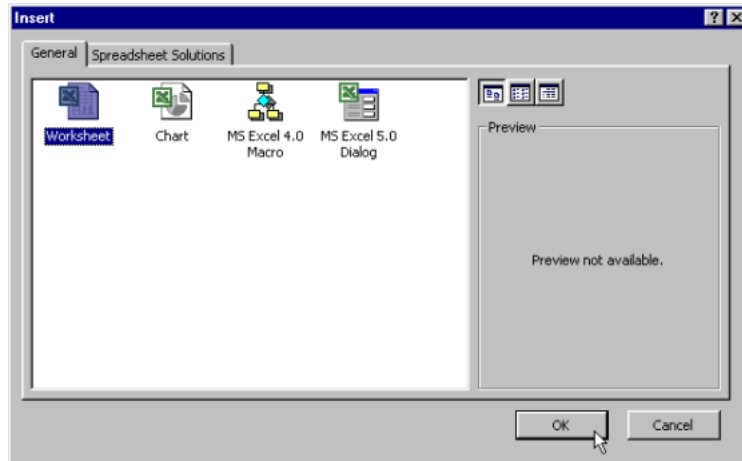 Insert
General Spreadsheet Solutions
Worksheet Chart MS Excel 4.0 MS Excel 5.0
Macro Dialog
Preview
Preview not available.
OK Cancel